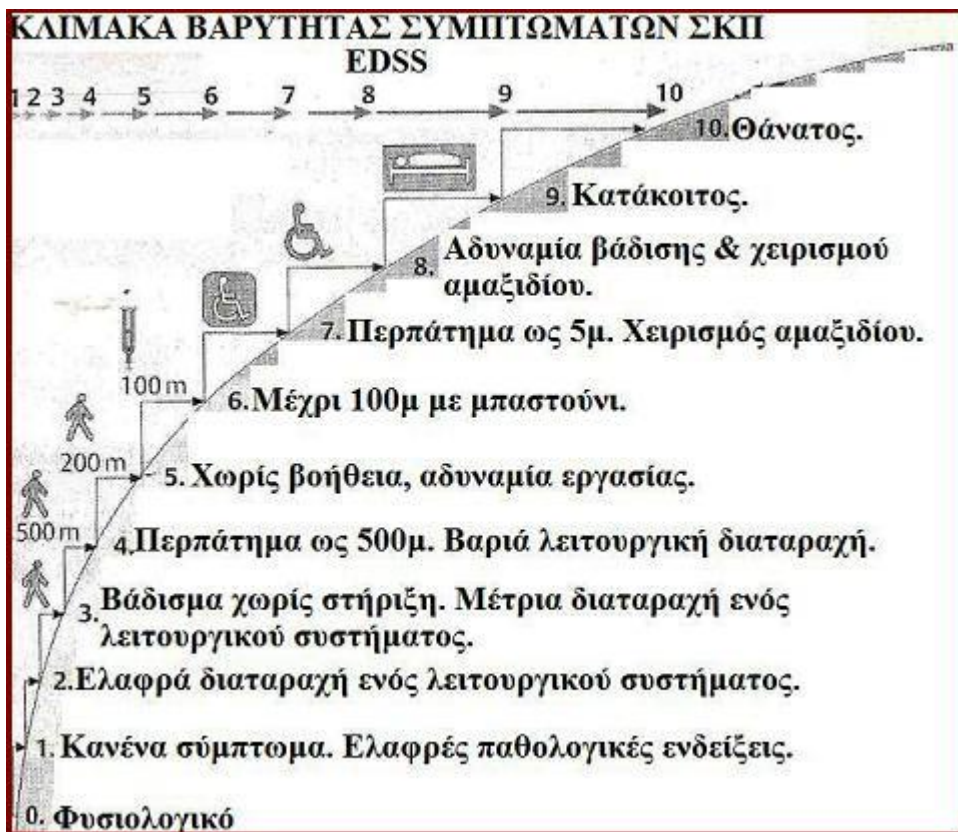 ΚΛΙΜΑΚΑ ΒΑΡΥΤΗΤΑΣ ΣΥΜΠΤΩΜΑΤΩΝ ΣΚΠ
EDSS
1 2 3 4 5 6 7 8 9 10
10. Θάνατος.
9. Κατάκοιτος.
8. Αδυναμία βάδισης & χειρισμού
αμαξιδίου.
7. Περπάτημα ως 5μ. Χειρισμός αμαξιδίου.
100 m
6. Μέχρι 100μ με μπαστούνι.
200 m
5. Χωρίς βοήθεια, αδυναμία εργασίας.
500 m
4. Περπάτημα ως 500μ. Βαριά λειτουργική διαταραχή.
3. Βάδισμα χωρίς στήριξη. Μέτρια διαταραχή ενός
λειτουργικού συστήματος.
2. Ελαφρά διαταραχή ενός λειτουργικού συστήματος.
1. Κανένα σύμπτωμα. Ελαφρές παθολογικές ενδείξεις.
0. Φυσιολογικό